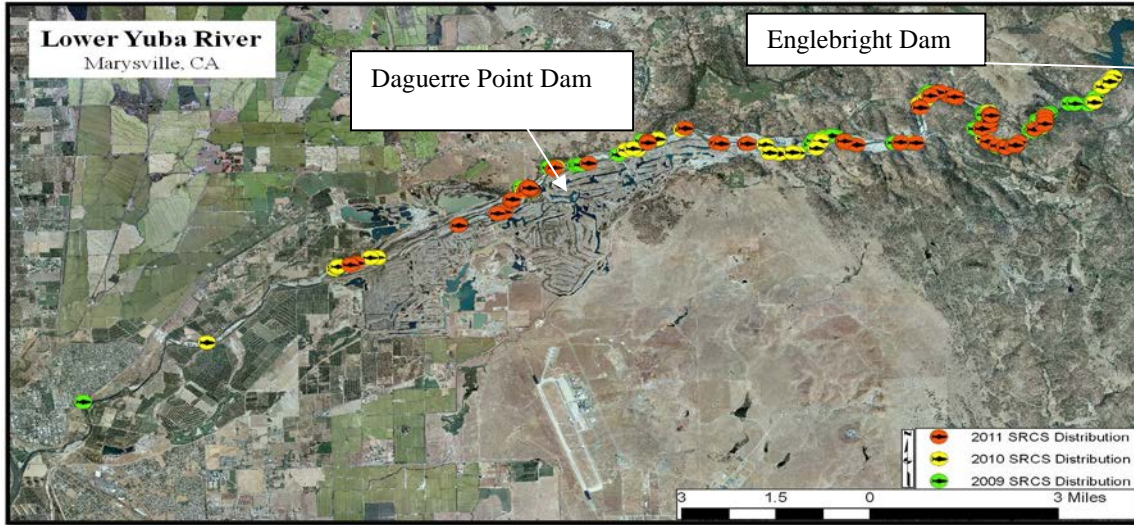 Lower Yuba River
Marysville, CA
Daguerre Point Dam
Englebright Dam
2011 SRCS Distribution
2010 SRCS Distribution
2009 SRCS Distribution
3 1.5 0 3 Miles